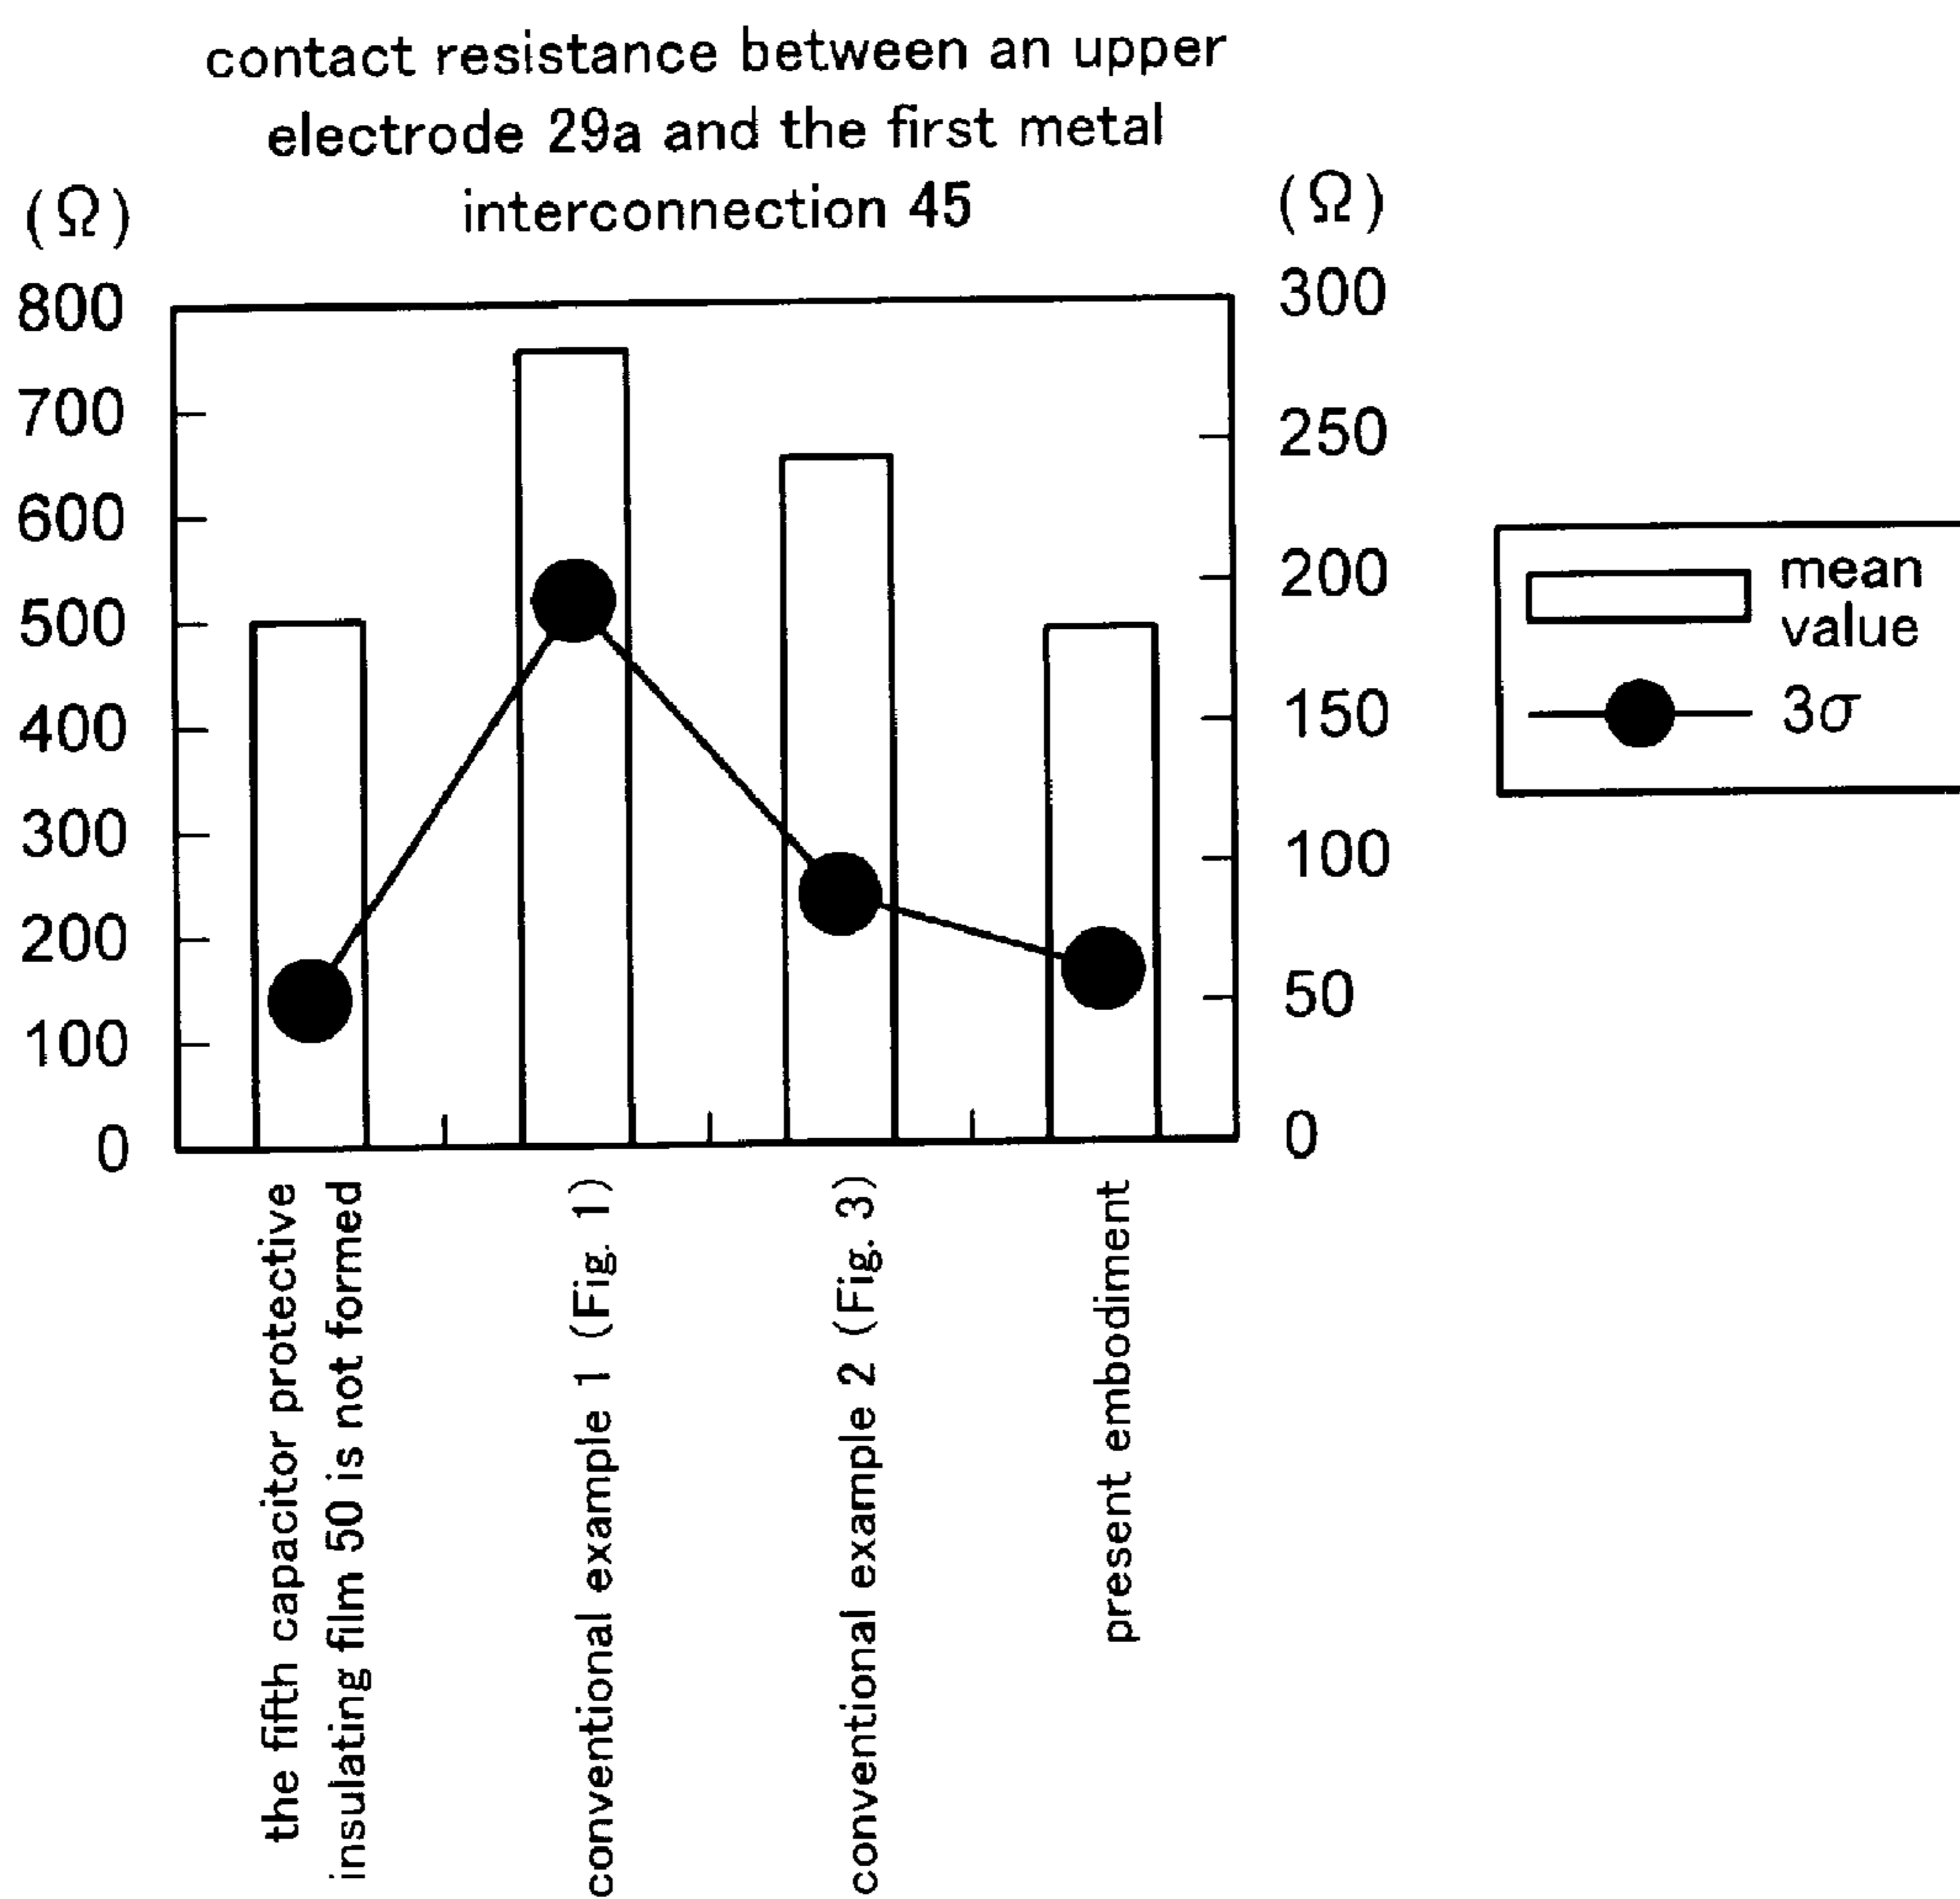 contact resistance between an upper
electrode 29a and the first metal
interconnection 45
(Ω)
(Ω)
800
700
600
500
400
300
200
100
0
300
250
200
150
100
50
0
mean
value
3σ
the fifth capacitor protective
insulating film 50 is not formed
conventional example 1 (Fig. 1)
conventional example 2 (Fig. 3)
present embodiment